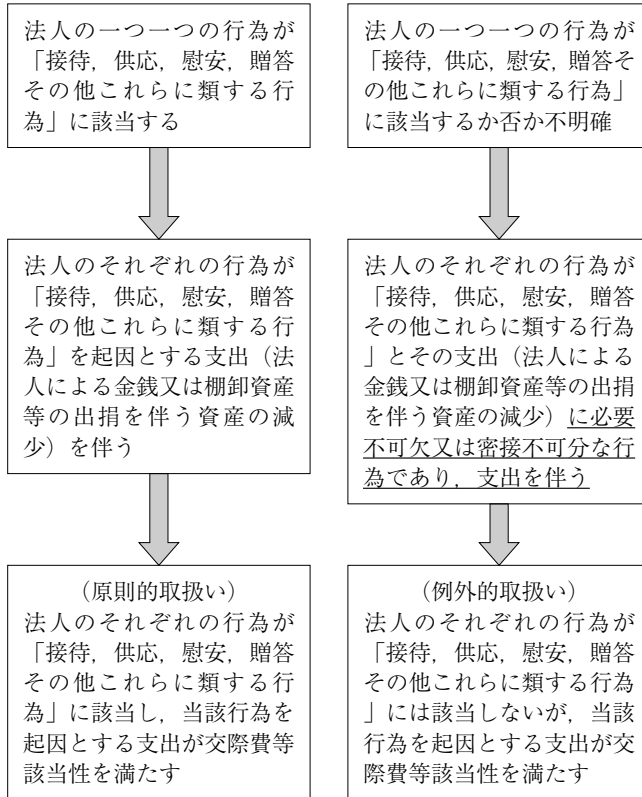 法人の一つ一つの行為が
「接待，供応，慰安，贈答
その他これらに類する行
為」に該当する
法人の一つ一つの行為が
「接待，供応，慰安，贈答そ
の他これらに類する行為」
に該当するか否か不明確
法人のそれぞれの行為が
「接待，供応，慰安，贈答
その他これらに類する行
為」を起因とする支出（法
人による金銭又は棚卸資産
等の出捐を伴う資産の減
少）を伴う
法人のそれぞれの行為が
「接待，供応，慰安，贈答
その他これらに類する行為
」とその支出（法人による
金銭又は棚卸資産等の出捐
を伴う資産の減少）に必要
不可欠又は密接不可分な行
為であり，支出を伴う
（原則的取扱い）
法人のそれぞれの行為が
「接待，供応，慰安，贈答
その他これらに類する行
為」に該当し，当該行為を
起因とする支出が交際費等
該当性を満たす
（例外的取扱い）
法人のそれぞれの行為が
「接待，供応，慰安，贈答
その他これらに類する行為
」には該当しないが，当該
行為を起因とする支出が交
際費等該当性を満たす